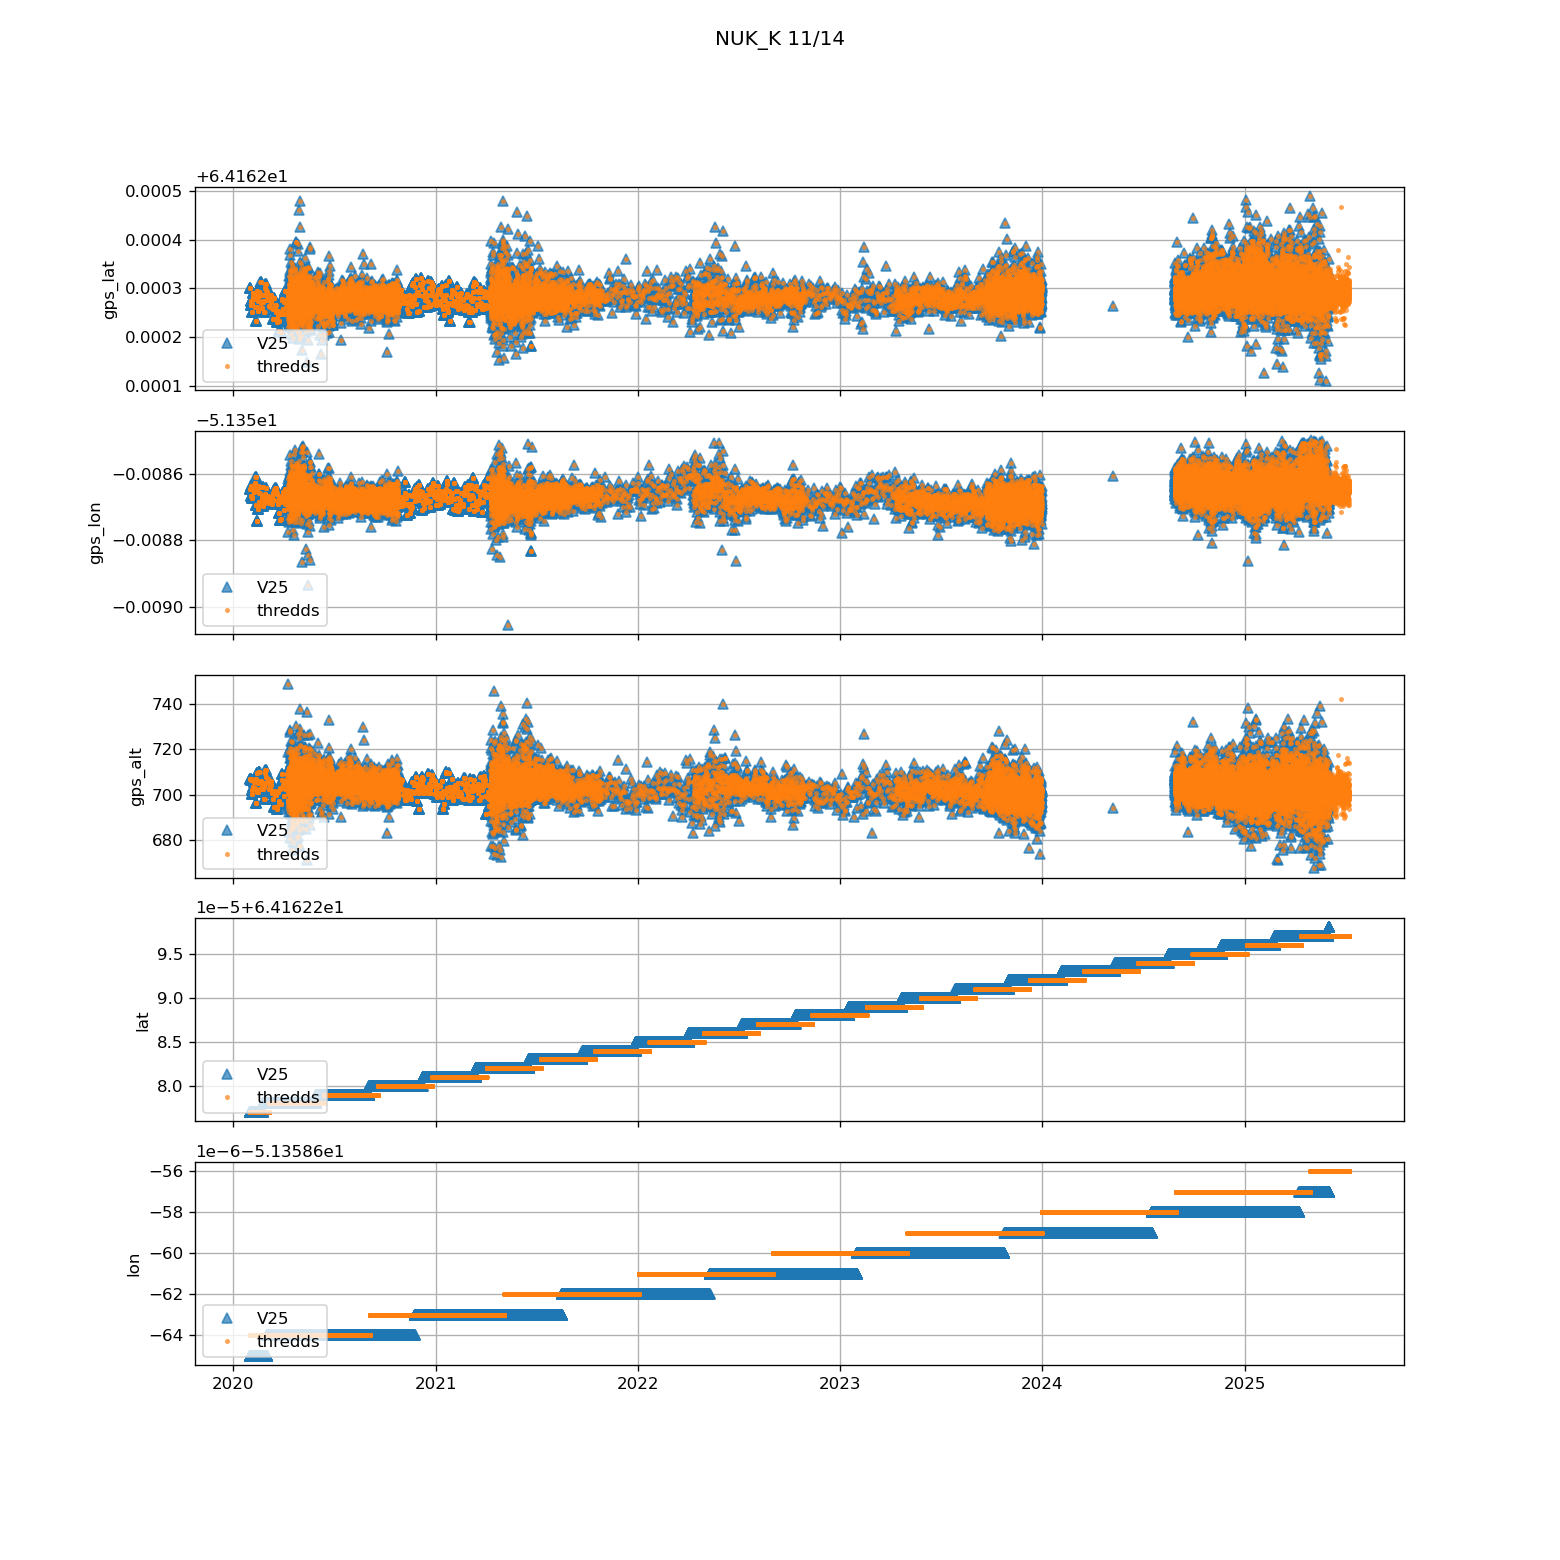 NUK_K 11/14
+6.4162e1
0.0005
0.0004
0.0003
0.0002
0.0001
gps_lat
V25
thredds
−5.135e1
−0.0086
−0.0088
−0.0090
gps_lon
V25
thredds
740
720
700
680
gps_alt
V25
thredds
1e−5+6.41622e1
9.5
9.0
8.5
8.0
lat
V25
thredds
1e−6−5.13586e1
−56
−58
−60
−62
−64
lon
V25
thredds
2020 2021 2022 2023 2024 2025